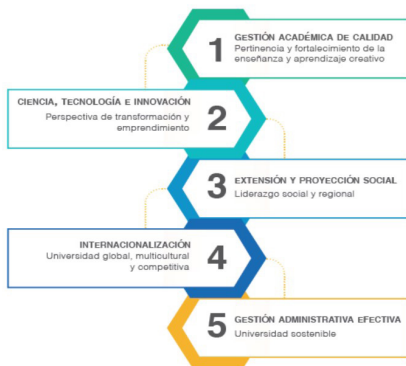 1
GESTIÓN ACADÉMICA DE CALIDAD
Pertinencia y fortalecimiento de la
enseñanza y aprendizaje creativo
CIENCIA, TECNOLOGÍA E INNOVACIÓN
Perspectiva de transformación y
emprendimiento
2
3
EXTENSIÓN Y PROYECCIÓN SOCIAL
Liderazgo social y regional
INTERNACIONALIZACIÓN
Universidad global, multicultural
y competitiva
4
5
GESTIÓN ADMINISTRATIVA EFECTIVA
Universidad sostenible